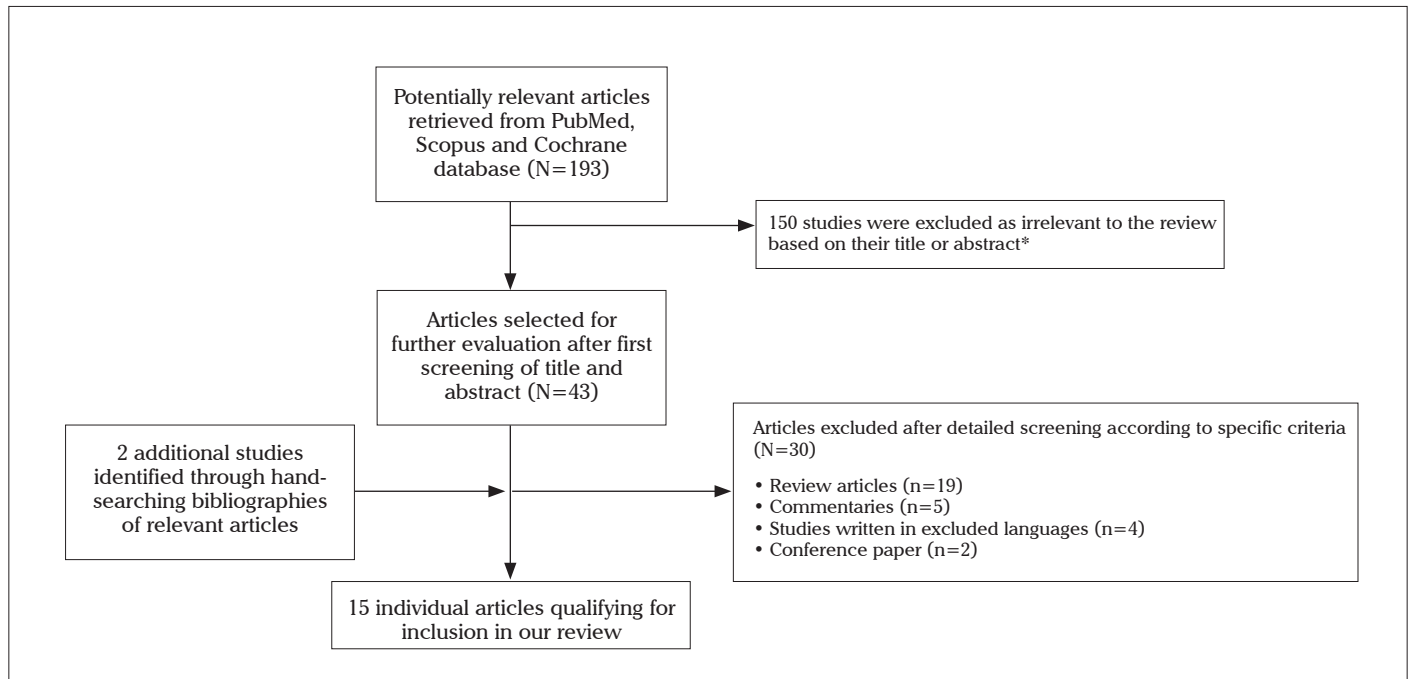 Potentially relevant articles
retrieved from PubMed,
Scopus and Cochrane
database (N=193)
150 studies were excluded as irrelevant to the review
based on their title or abstract*
Articles selected for
further evaluation after first
screening of title and
abstract (N=43)
2 additional studies
identified through hand-
searching bibliographies
of relevant articles
Articles excluded after detailed screening according to specific criteria
(N=30)
• Review articles (n=19)
• Commentaries (n=5)
• Studies written in excluded languages (n=4)
• Conference paper (n=2)
15 individual articles qualifying for
inclusion in our review